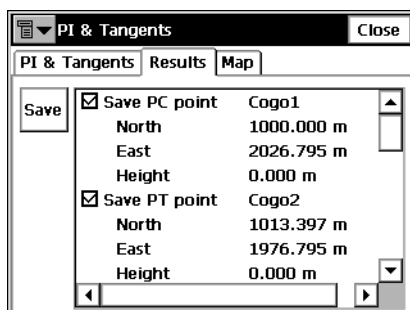 PI & Tangents Close
PI & Tangents Results Map
Save
Save PC point Cogo1
North 1000.000 m
East 2026.795 m
Height 0.000 m
Save PT point Cogo2
North 1013.397 m
East 1976.795 m
Height 0.000 m